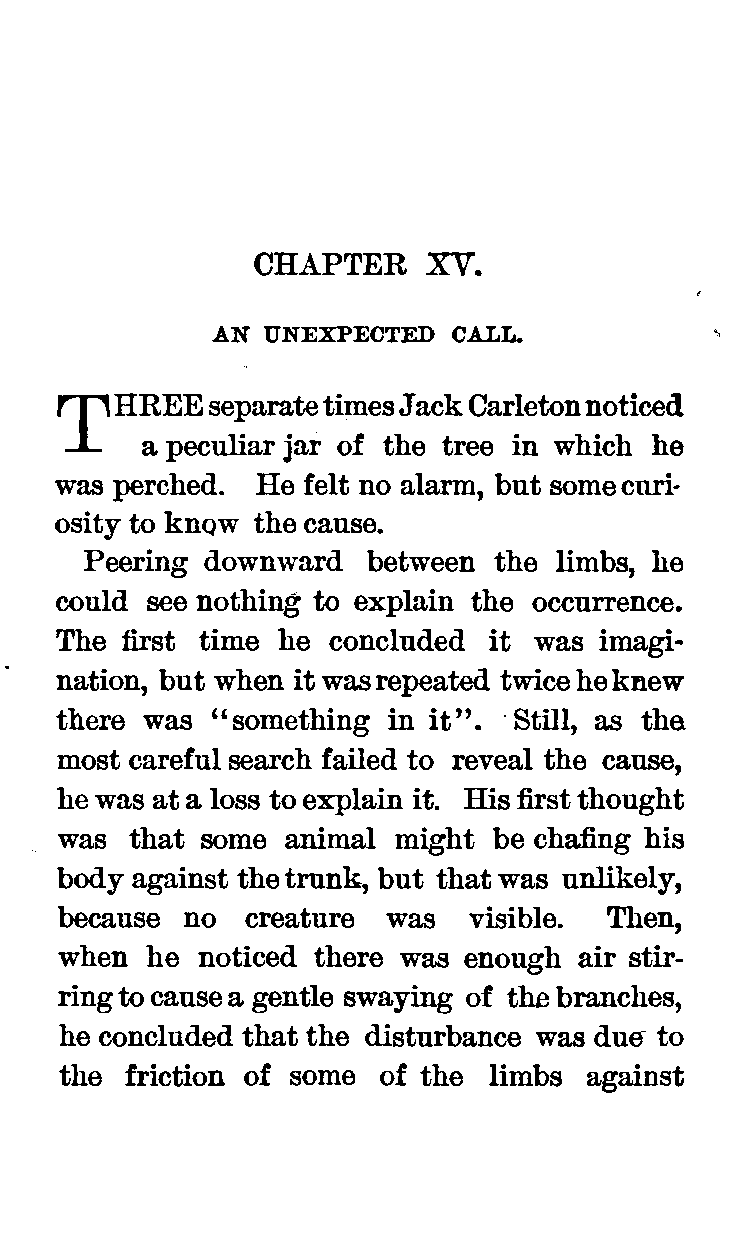 CHAPTER XV.
AN UNEXPECTED CALL.
THREE separate times Jack Carleton noticed
a peculiar jar of the tree in which he
was perched. He felt no alarm, but some curi-
osity to know the cause.
Peering downward between the limbs, he
could see nothing to explain the occurrence.
The first time he concluded it was imagi-
nation, but when it was repeated twice he knew
there was "something in it". Still, as the
most careful search failed to reveal the cause,
he was at a loss to explain it. His first thought
was that some animal might be chafing his
body against the trunk, but that was unlikely,
because no creature was visible. Then,
when he noticed there was enough air stir-
ring to cause a gentle swaying of the branches,
he concluded that the disturbance was due to
the friction of some of the limbs against